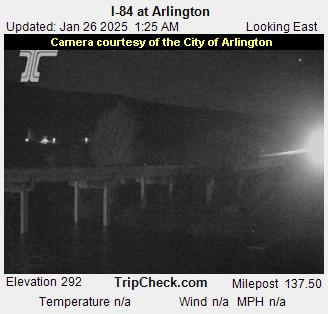 I-84 at Arlington
Updated: Jan 26 2025 1:25 AM Looking East
Camera courtesy of the City of Arlington
Elevation 292 TripCheck.com Milepost 137.50
Temperature n/a Wind n/a MPH n/a